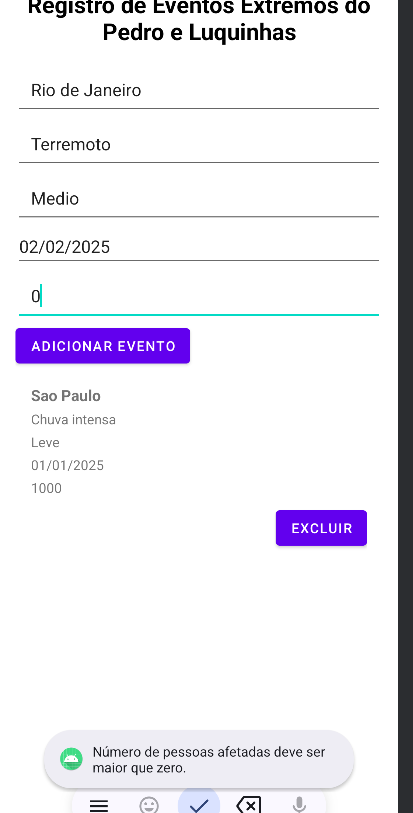 Registro de Eventos Extremos do
Pedro e Luquinhas
Rio de Janeiro
Terremoto
Medio
02/02/2025
0
ADICIONAR EVENTO
Sao Paulo
Chuva intensa
Leve
01/01/2025
1000
EXCLUIR
Número de pessoas afetadas deve ser
maior que zero.